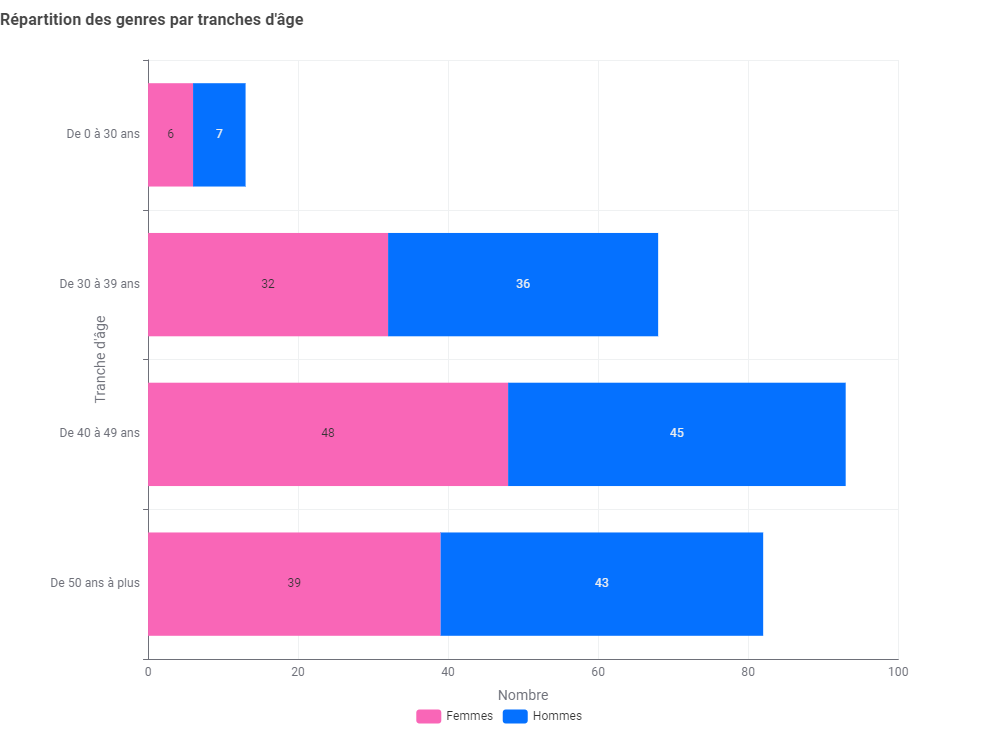 Répartition des genres par tranches d'âge
De 0 à 30 ans
6
7
De 30 à 39 ans
32
36
Tranche d'âge
De 40 à 49 ans
48
45
De 50 ans à plus
39
43
0 20 40 60 80 100
Nombre
Femmes Hommes